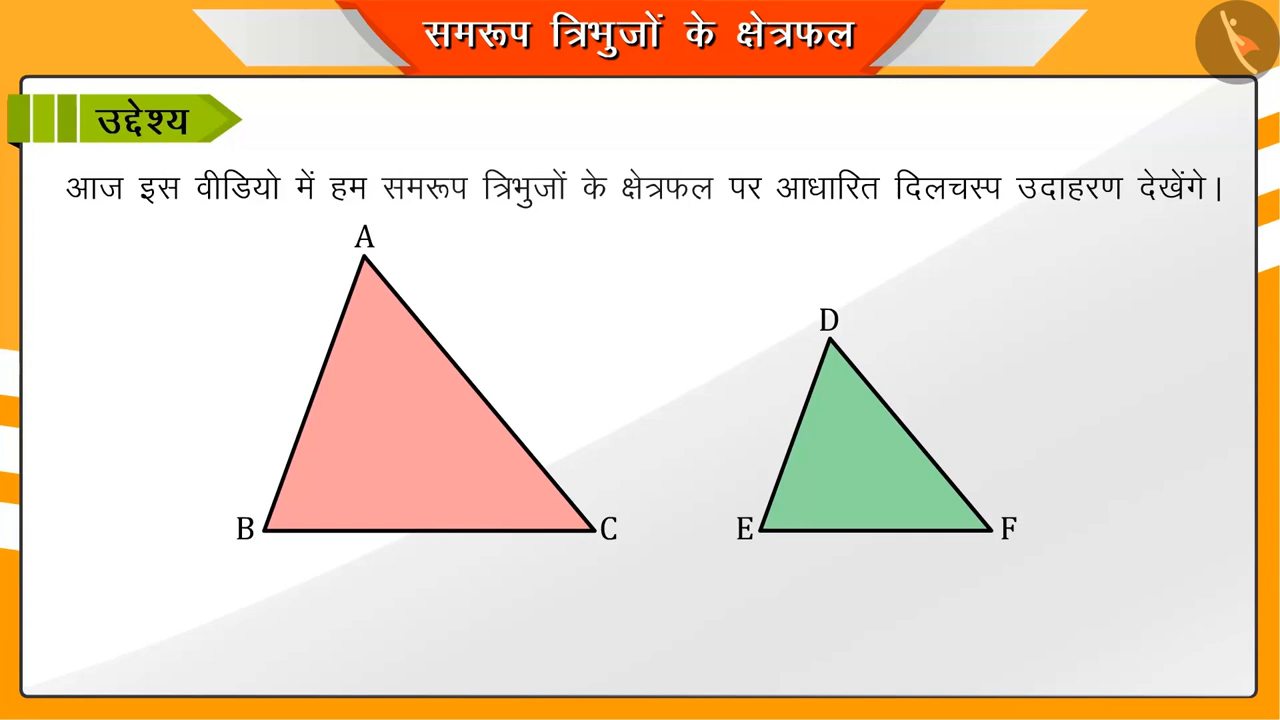 समरूप त्रिभुजों के क्षेत्रफल
उद्देश्य
आज इस वीडियो में हम समरूप त्रिभुजों के क्षेत्रफल पर आधारित दिलचस्प उदाहरण देखेंगे।
A
D
B
C
E
F